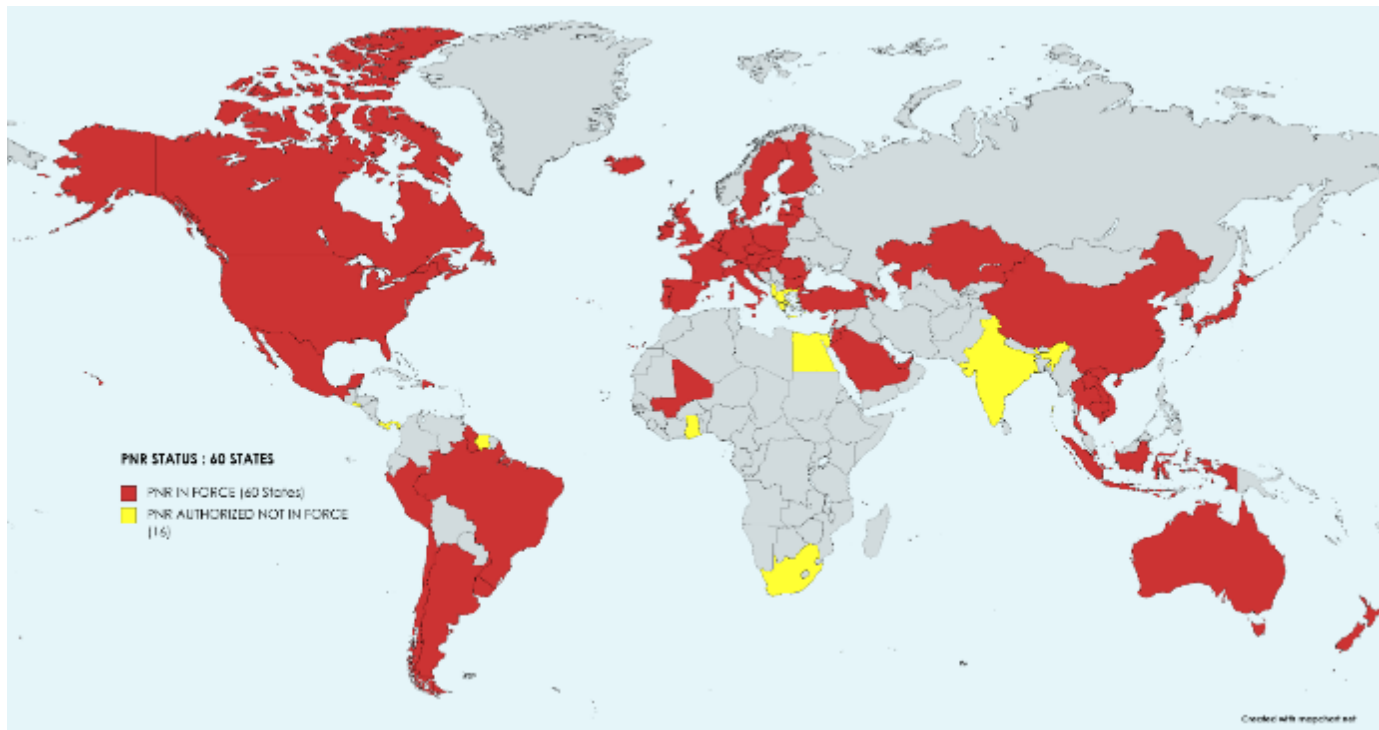 PNR STATUS : 60 STATES
PNR IN FORCE (60 States)
PNR AUTHORIZED NOT IN FORCE
(16)
Created with mapchart.net